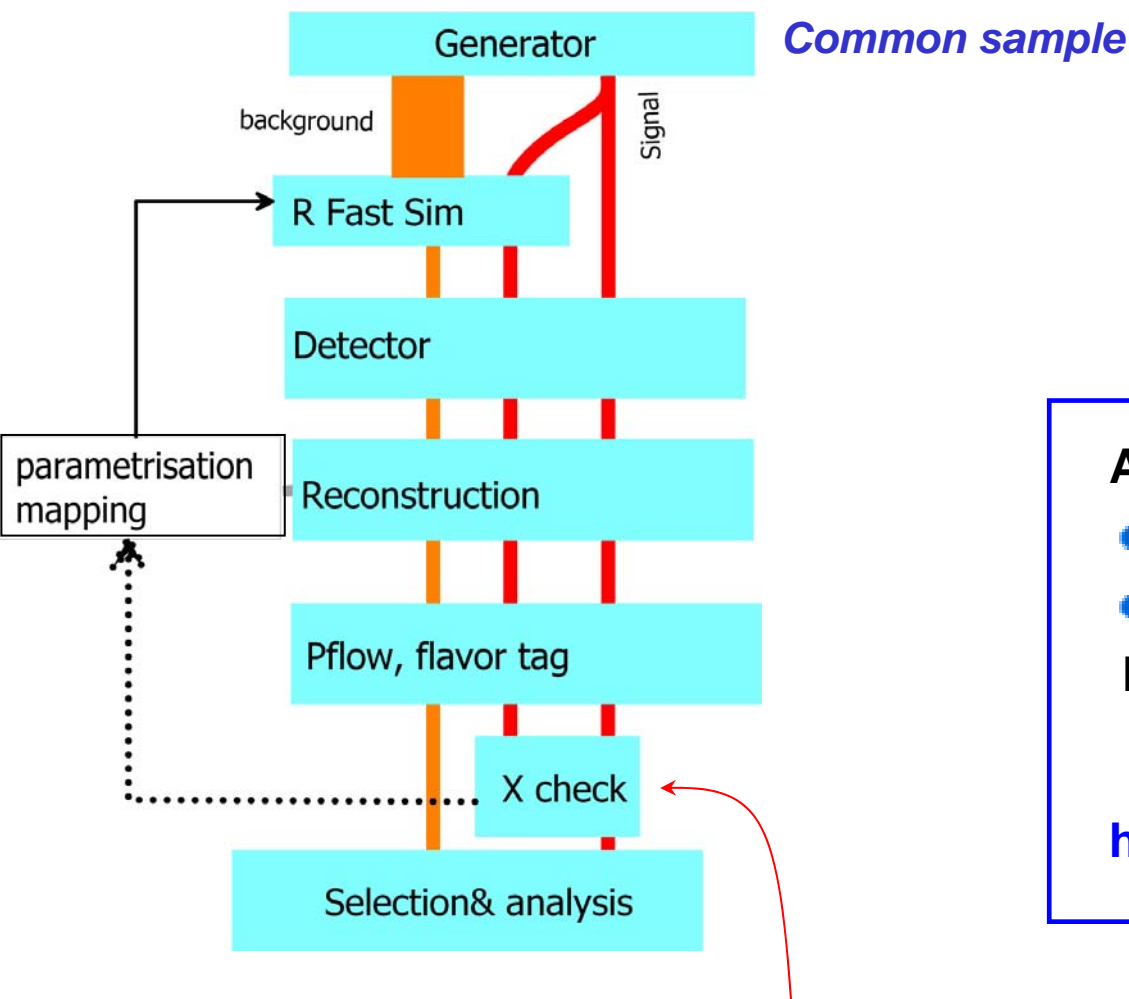 Generator
Common sample
background
Signal
R Fast Sim
Detector
parametrisation
mapping
Reconstruction
Pflow, flavor tag
X check
Selection& analysis